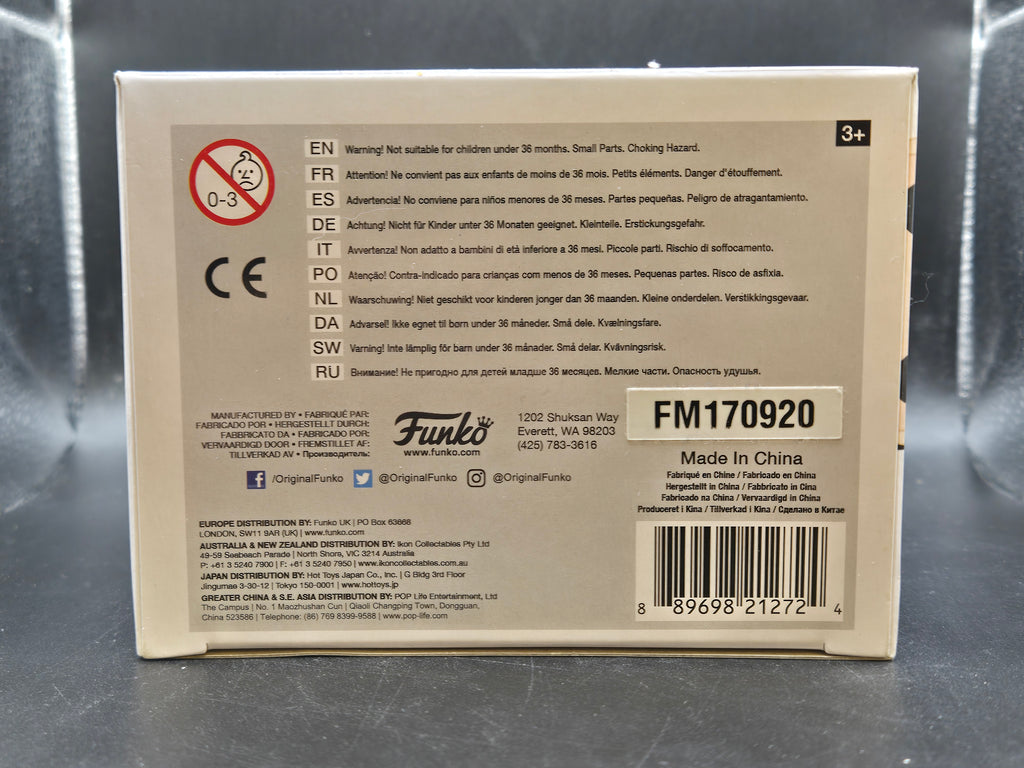 3+
0-3
EN Warning! Not suitable for children under 36 months. Small Parts. Choking Hazard.
FR Attention! Ne convient pas aux enfants de moins de 36 mois. Petits éléments. Danger d'étouffement.
ES Advertencia! No conviene para niños menores de 36 meses. Partes pequeñas. Peligro de atragantamiento.
DE Achtung! Nicht für Kinder unter 36 Monaten geeignet. Kleinteile. Erstickungsgefahr.
IT Avvertenza! Non adatto a bambini di età inferiore a 36 mesi. Piccole parti. Rischio di soffocamento.
PO Atenção! Contra-indicado para crianças com menos de 36 meses. Pequenas partes. Risco de asfixia.
NL Waarschuwing! Niet geschikt voor kinderen jonger dan 36 maanden. Kleine onderdelen. Verstikkingsgevaar.
DA Advarsel! Ikke egnet til børn under 36 måneder. Små dele. Kvælningsfare.
SW Varning! Inte lämplig för barn under 36 månader. Små delar. Kvävningsrisk.
RU Внимание! Не пригодно для детей младше 36 месяцев. Мелкие части. Опасность удушья.
CE
MANUFACTURED BY • FABRIQUÉ PAR:
FABRICADO POR • HERGESTELLT DURCH:
FABBRICATO DA • FABRICADO POR:
VERVAARDIGD DOOR • FREMSTILLET AF:
TILLVERKAD AV • Производитель:
Funko
www.funko.com
1202 Shuksan Way
Everett, WA 98203
(425) 783-3616
/OriginalFunko @OriginalFunko @OriginalFunko
FM170920
Made In China
Fabriqué en Chine / Fabricado en China
Hergestellt in China / Fabbricato in Cina
Fabricado na China / Vervaardigd in China
Produceret i Kina / Tillverkad i Kina / Сделано в Китае
EUROPE DISTRIBUTION BY: Funko UK | PO Box 63668
LONDON, SW11 9AR (UK) | www.funko.com
AUSTRALIA & NEW ZEALAND DISTRIBUTION BY: Ikon Collectables Pty Ltd
49-59 Seabeach Parade | North Shore, VIC 3214 Australia
P: +61 3 5240 7900 | F: +61 3 5240 7950 | www.ikoncollectables.com.au
JAPAN DISTRIBUTION BY: Hot Toys Japan Co., Inc. | G Bldg 3rd Floor
Jingumae 3-30-12 | Tokyo 150-0001 | www.hottoys.jp
GREATER CHINA & S.E. ASIA DISTRIBUTION BY: POP Life Entertainment, Ltd
The Campus | No. 1 Maozhushan Cun | Qiaoli Changping Town, Dongguan,
China 523586 | Telephone: (86) 769 8399-9588 | www.pop-life.com
8 89698 21272 4